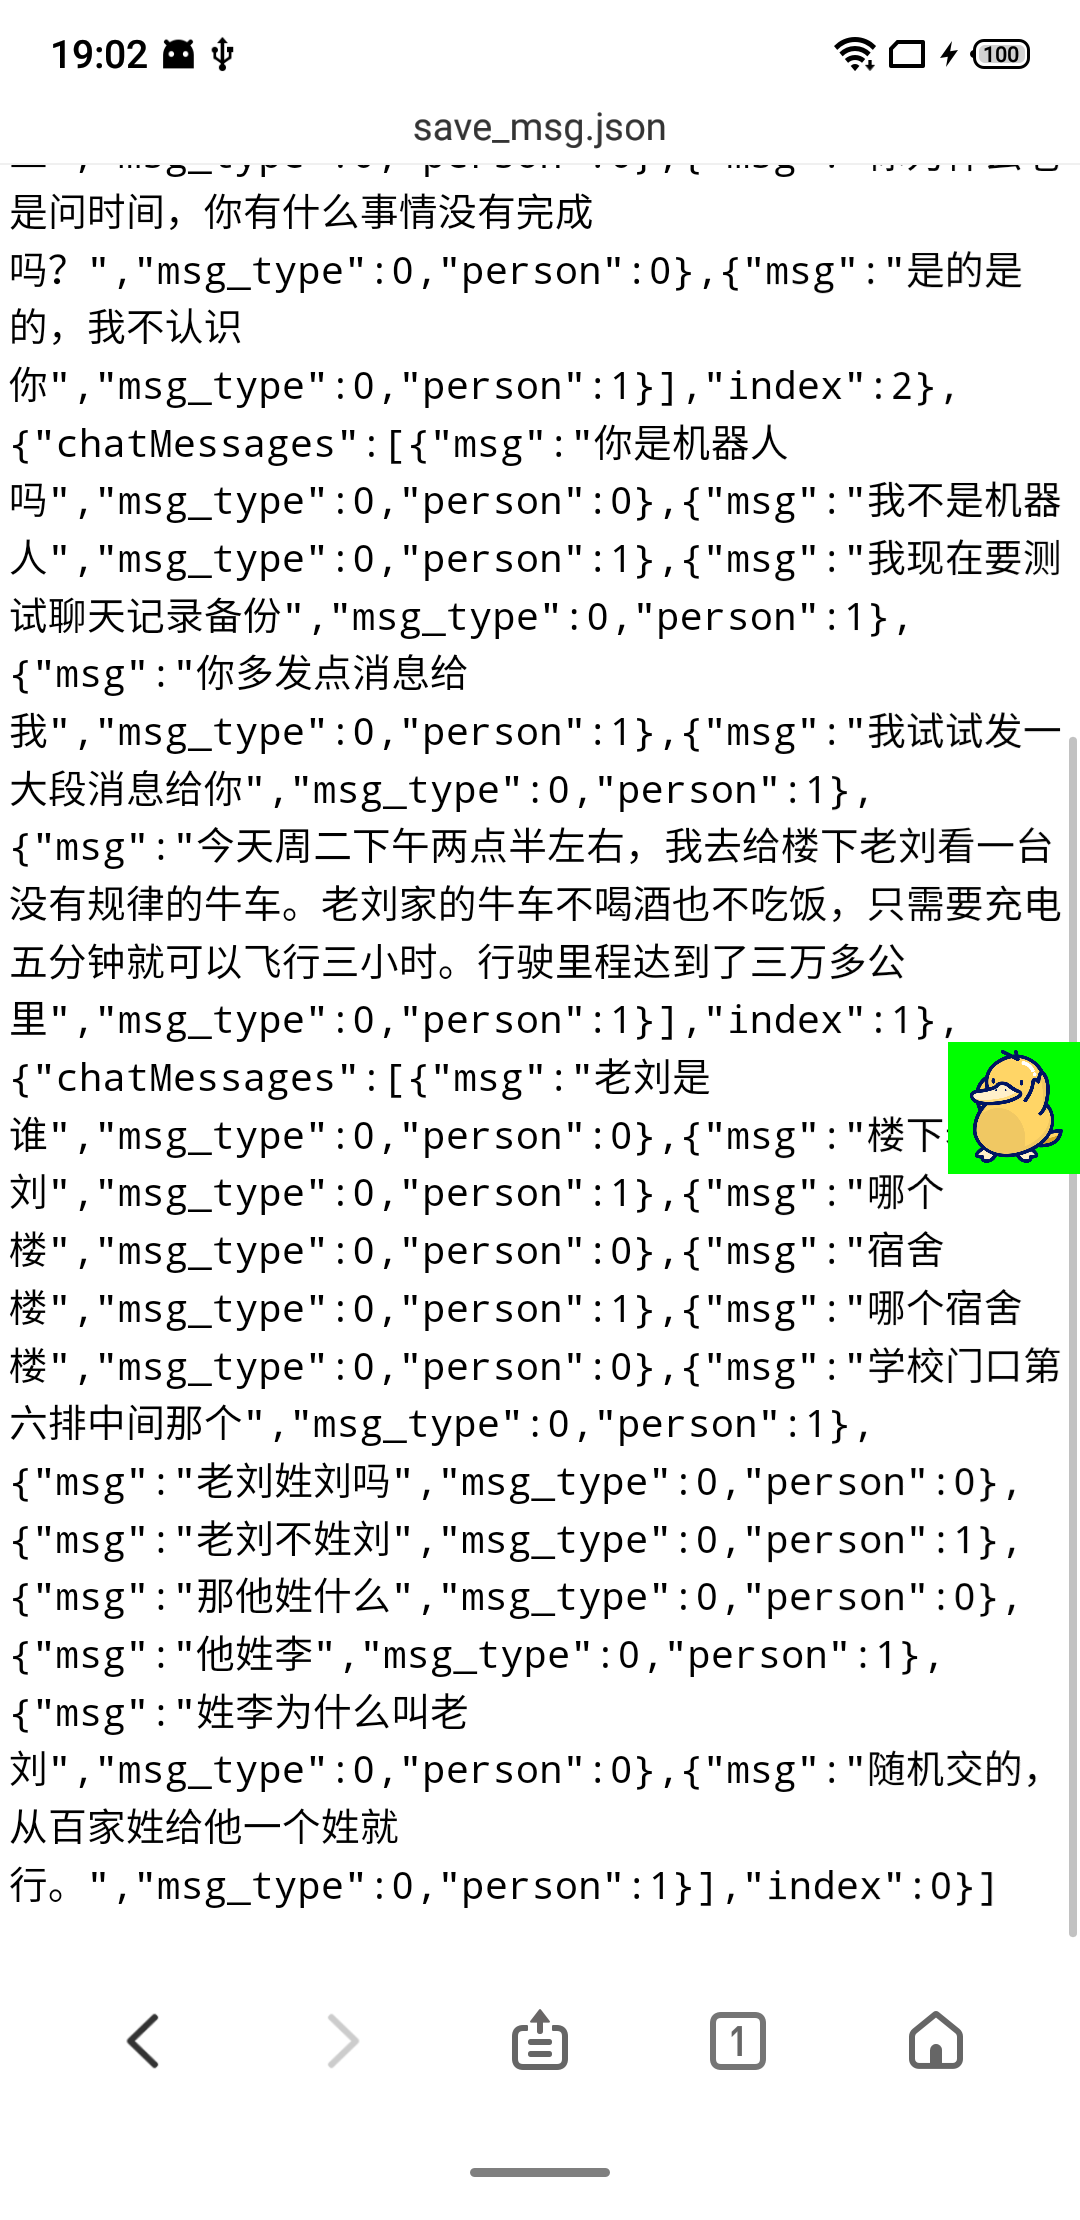 19:02
100
save_msg.json
","msg_type":0,"person":0},{"msg":"你为什么老
是问时间，你有什么事情没有完成
吗？","msg_type":0,"person":0},{"msg":"是的是
的，我不认识
你","msg_type":0,"person":1}],"index":2},
{"chatMessages":[{"msg":"你是机器人
吗","msg_type":0,"person":0},{"msg":"我不是机器
人","msg_type":0,"person":1},{"msg":"我现在要测
试聊天记录备份","msg_type":0,"person":1},
{"msg":"你多发点消息给
我","msg_type":0,"person":1},{"msg":"我试试发一
大段消息给你","msg_type":0,"person":1},
{"msg":"今天周二下午两点半左右，我去给楼下老刘看一台
没有规律的牛车。老刘家的牛车不喝酒也不吃饭，只需要充电
五分钟就可以飞行三小时。行驶里程达到了三万多公
里","msg_type":0,"person":1}],"index":1},
{"chatMessages":[{"msg":"老刘是
谁","msg_type":0,"person":0},{"msg":"楼下
刘","msg_type":0,"person":1},{"msg":"哪个
楼","msg_type":0,"person":0},{"msg":"宿舍
楼","msg_type":0,"person":1},{"msg":"哪个宿舍
楼","msg_type":0,"person":0},{"msg":"学校门口第
六排中间那个","msg_type":0,"person":1},
{"msg":"老刘姓刘吗","msg_type":0,"person":0},
{"msg":"老刘不姓刘","msg_type":0,"person":1},
{"msg":"那他姓什么","msg_type":0,"person":0},
{"msg":"他姓李","msg_type":0,"person":1},
{"msg":"姓李为什么叫老
刘","msg_type":0,"person":0},{"msg":"随机交的，
从百家姓给他一个姓就
行。","msg_type":0,"person":1}],"index":0}]
1